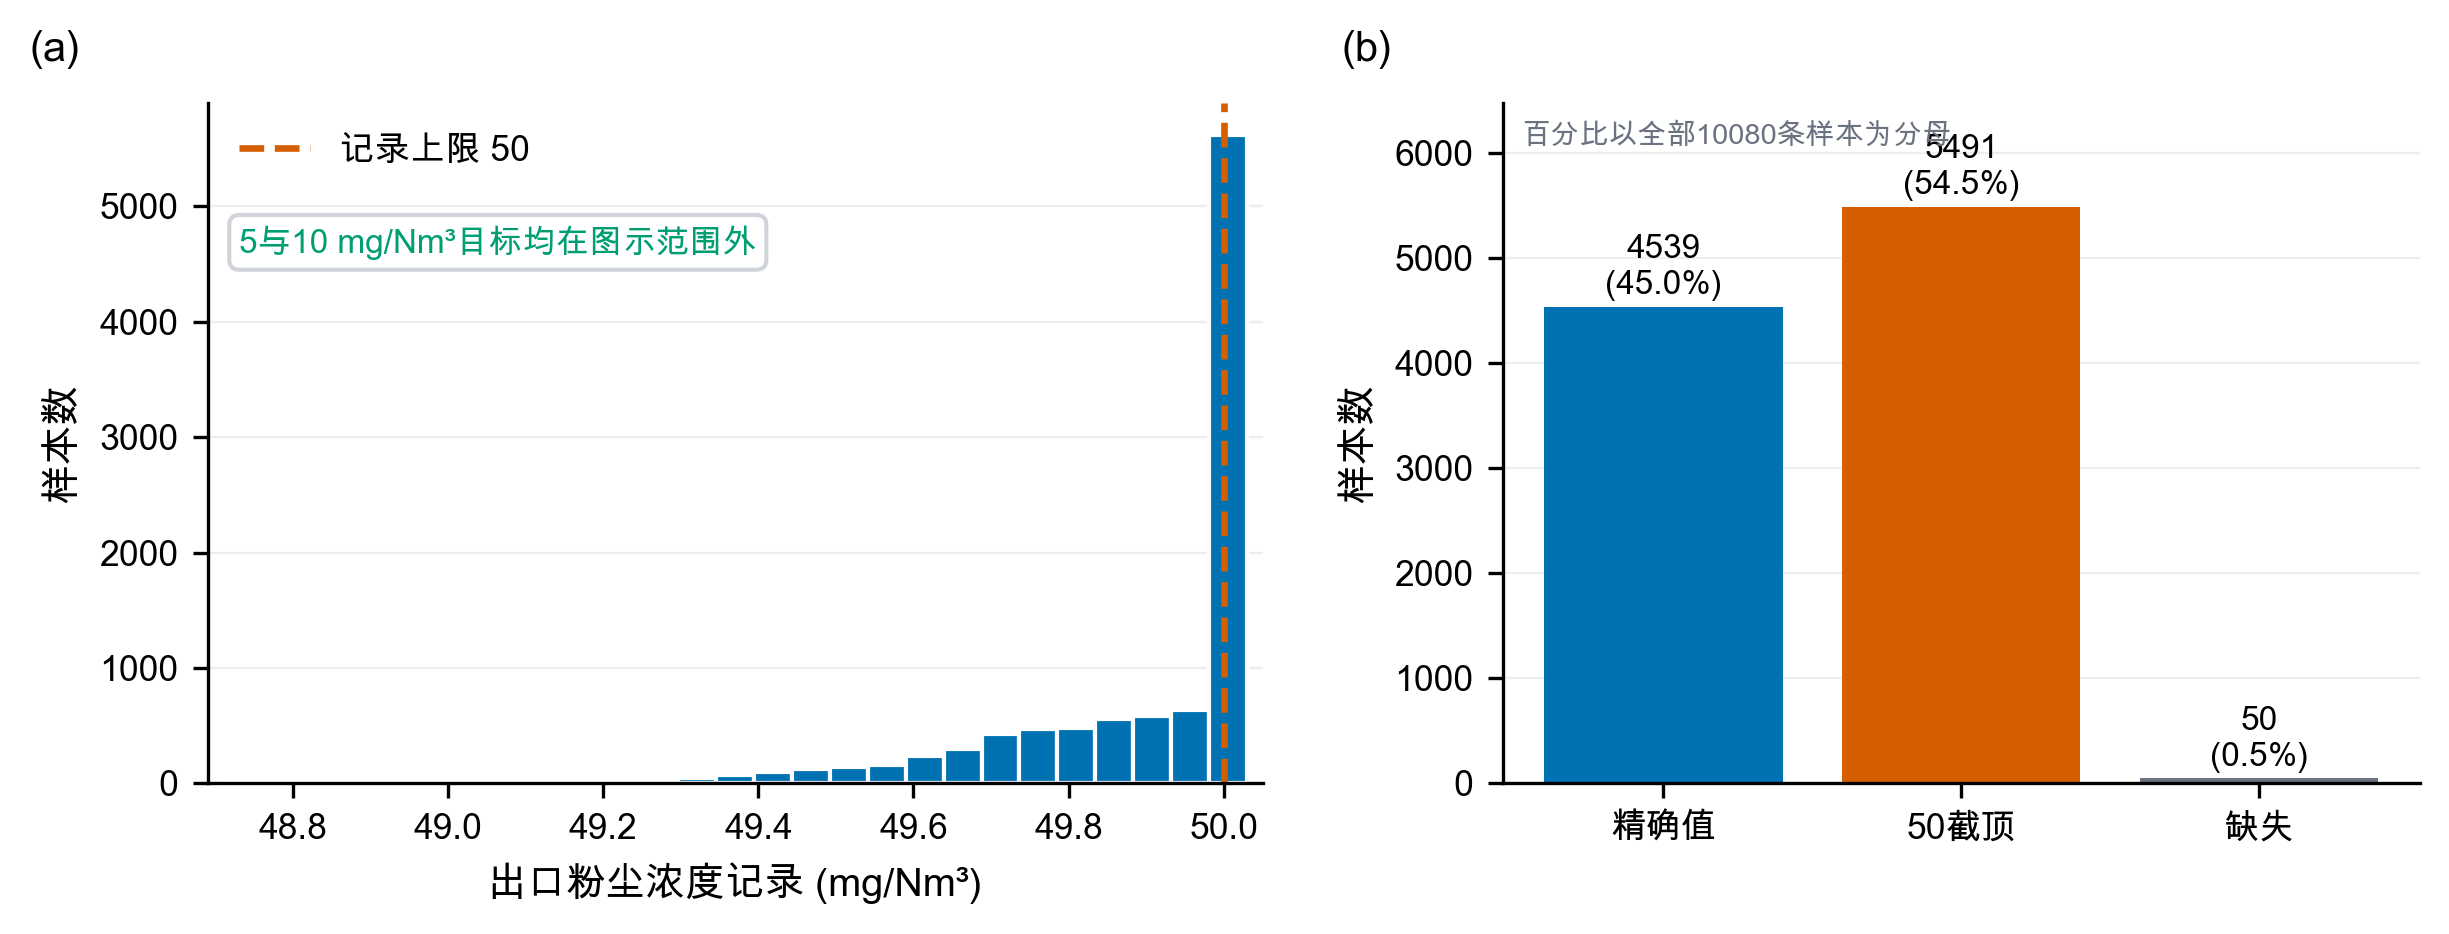 (a)
记录上限 50
5与10 mg/Nm³目标均在图示范围外
样本数
5000
4000
3000
2000
1000
0
48.8 49.0 49.2 49.4 49.6 49.8 50.0
出口粉尘浓度记录 (mg/Nm³)
(b)
百分比以全部10080条样本为分母
样本数
6000
5000
4000
3000
2000
1000
0
4539
(45.0%)
5491
(54.5%)
50
(0.5%)
精确值 50截顶 缺失